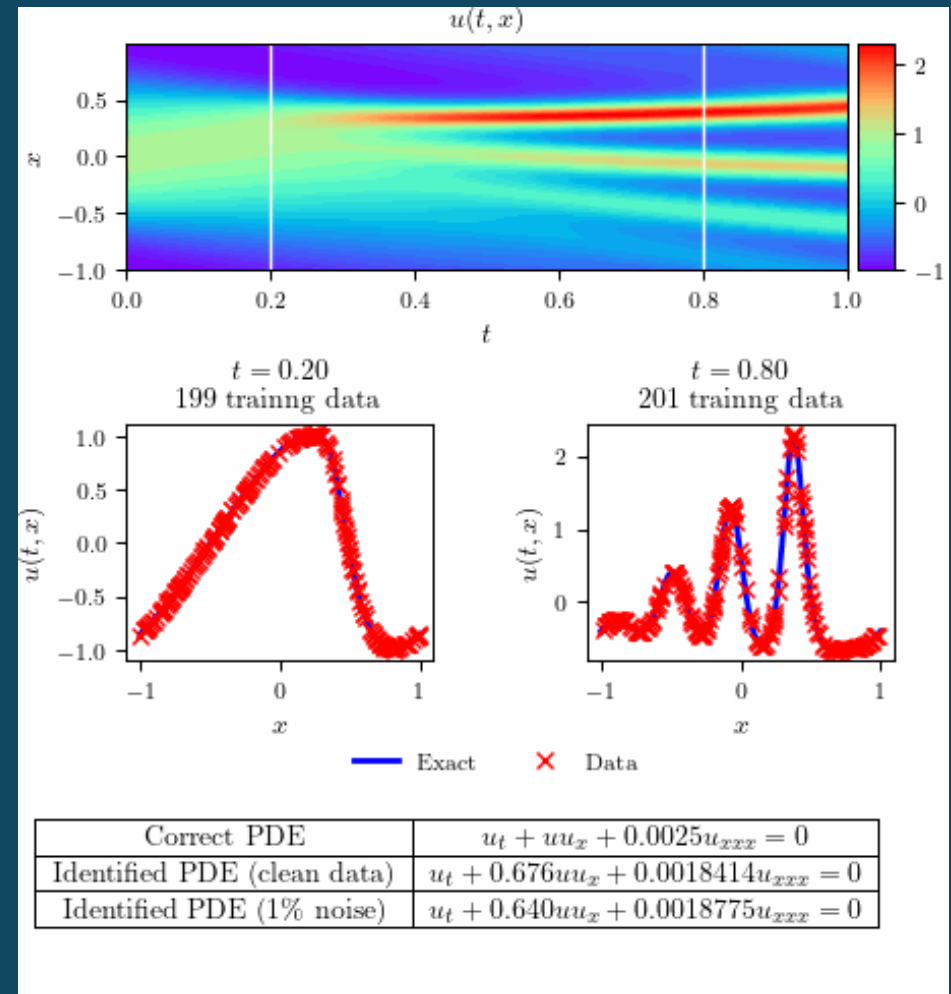 u(t, x)
x
0.5
0.0
−0.5
−1.0
0.0 0.2 0.4 0.6 0.8 1.0
t
2
1
0
−1
t = 0.20
199 trainng data
u(t, x)
1.0
0.5
0.0
−0.5
−1.0
−1 0 1
x
t = 0.80
201 trainng data
u(t, x)
2
1
0
−1 0 1
x
Exact Data
Correct PDE u_t + uu_x + 0.0025u_xxx = 0
Identified PDE (clean data) u_t + 0.676uu_x + 0.0018414u_xxx = 0
Identified PDE (1% noise) u_t + 0.640uu_x + 0.0018775u_xxx = 0